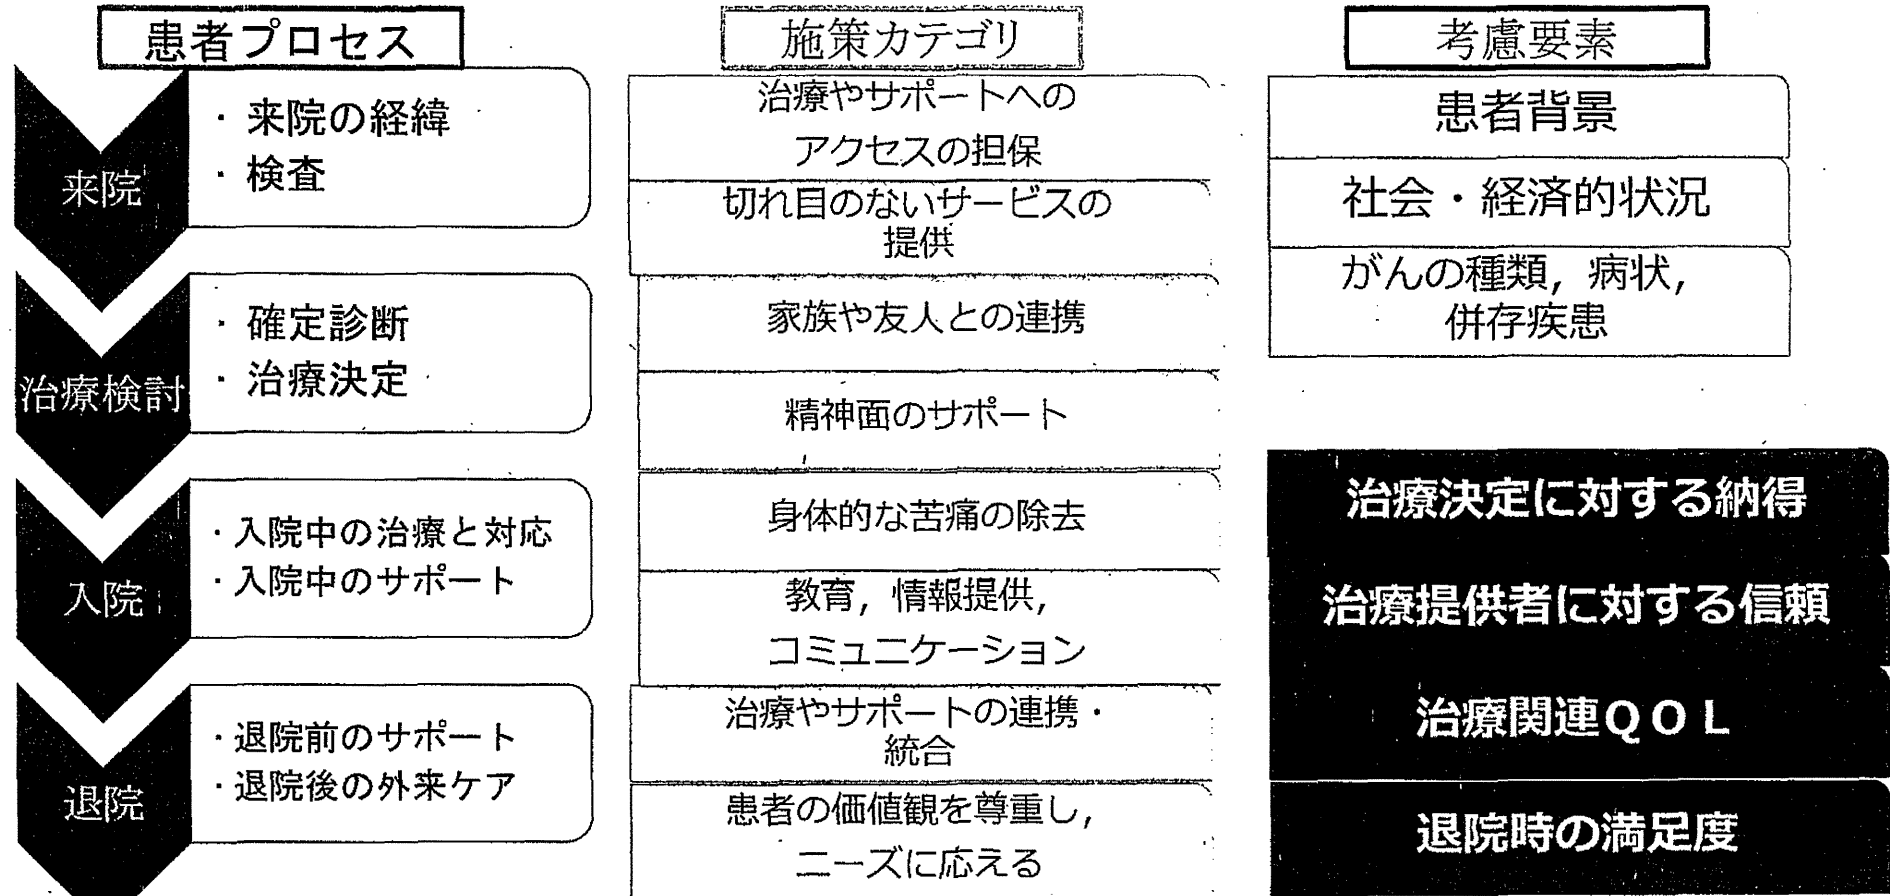 患者プロセス
来院
・来院の経緯
・検査
治療検討
・確定診断
・治療決定
入院
・入院中の治療と対応
・入院中のサポート
退院
・退院前のサポート
・退院後の外来ケア
施策カテゴリ
治療やサポートへの
アクセスの担保
切れ目のないサービスの
提供
家族や友人との連携
精神面のサポート
身体的な苦痛の除去
教育，情報提供，
コミュニケーション
治療やサポートの連携・
統合
患者の価値観を尊重し，
ニーズに応える
考慮要素
患者背景
社会・経済的状況
がんの種類，病状，
併存疾患
治療決定に対する納得
治療提供者に対する信頼
治療関連ＱＯＬ
退院時の満足度